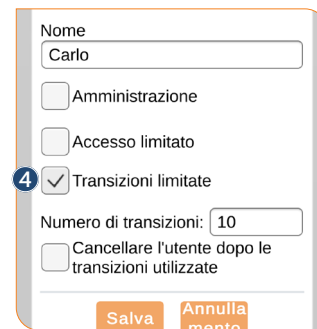 Nome
Carlo
Amministrazione
Accesso limitato
4 Transizioni limitate
Numero di transizioni: 10
Cancellare l'utente dopo le
transizioni utilizzate
Salva Annulla
mento